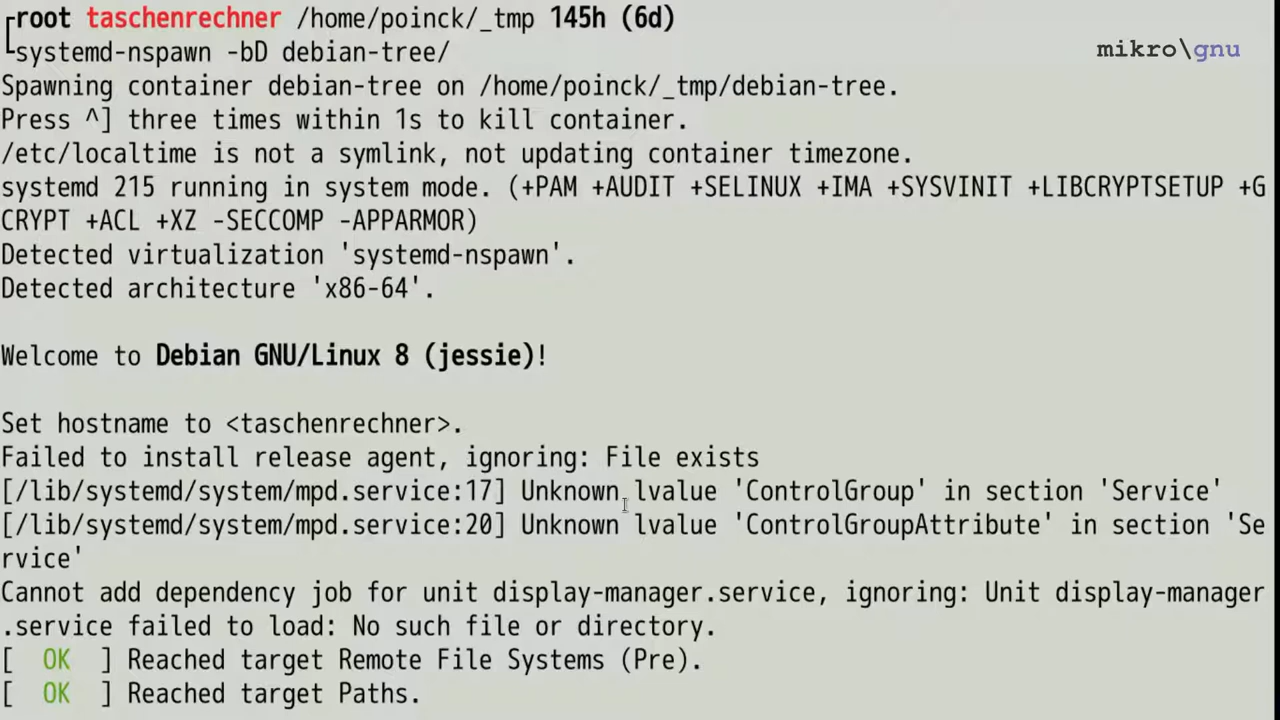 ┌root taschenrechner /home/poinck/_tmp 145h (6d)
└systemd-nspawn -bD debian-tree/
mikro\gnu
Spawning container debian-tree on /home/poinck/_tmp/debian-tree.
Press ^] three times within 1s to kill container.
/etc/localtime is not a symlink, not updating container timezone.
systemd 215 running in system mode. (+PAM +AUDIT +SELINUX +IMA +SYSVINIT +LIBCRYPTSETUP +G
CRYPT +ACL +XZ -SECCOMP -APPARMOR)
Detected virtualization 'systemd-nspawn'.
Detected architecture 'x86-64'.
Welcome to Debian GNU/Linux 8 (jessie)!
Set hostname to <taschenrechner>.
Failed to install release agent, ignoring: File exists
[/lib/systemd/system/mpd.service:17] Unknown lvalue 'ControlGroup' in section 'Service'
[/lib/systemd/system/mpd.service:20] Unknown lvalue 'ControlGroupAttribute' in section 'Se
rvice'
Cannot add dependency job for unit display-manager.service, ignoring: Unit display-manager
.service failed to load: No such file or directory.
[  OK  ] Reached target Remote File Systems (Pre).
[  OK  ] Reached target Paths.